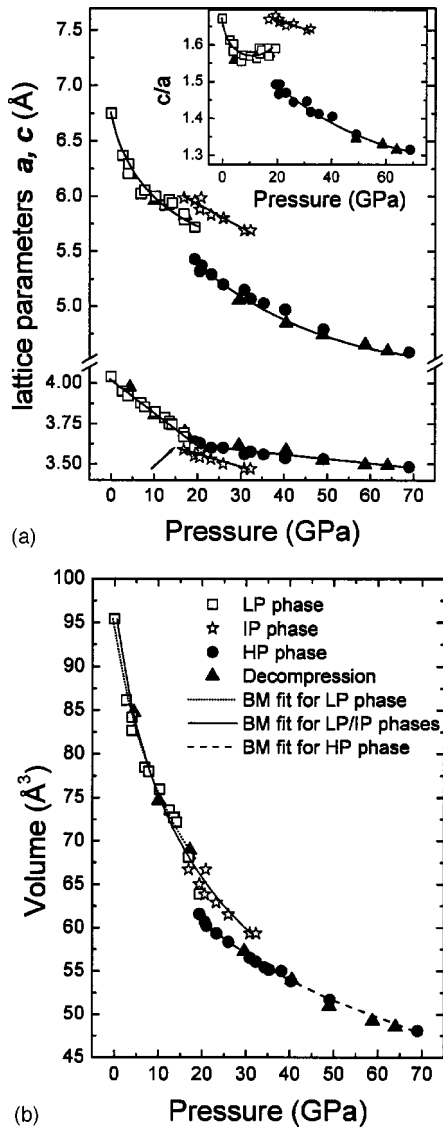 7.5
7.0
6.5
6.0
5.5
5.0
4.00
3.75
3.50
lattice parameters a, c (Å)
0 10 20 30 40 50 60 70
Pressure (GPa)
(a)
1.6
1.5
1.4
1.3
c/a
0 20 40 60
Pressure (GPa)
100
95
90
85
80
75
70
65
60
55
50
45
Volume (Å³)
LP phase
IP phase
HP phase
Decompression
BM fit for LP phase
BM fit for LP/IP phases
BM fit for HP phase
0 10 20 30 40 50 60 70
Pressure (GPa)
(b)